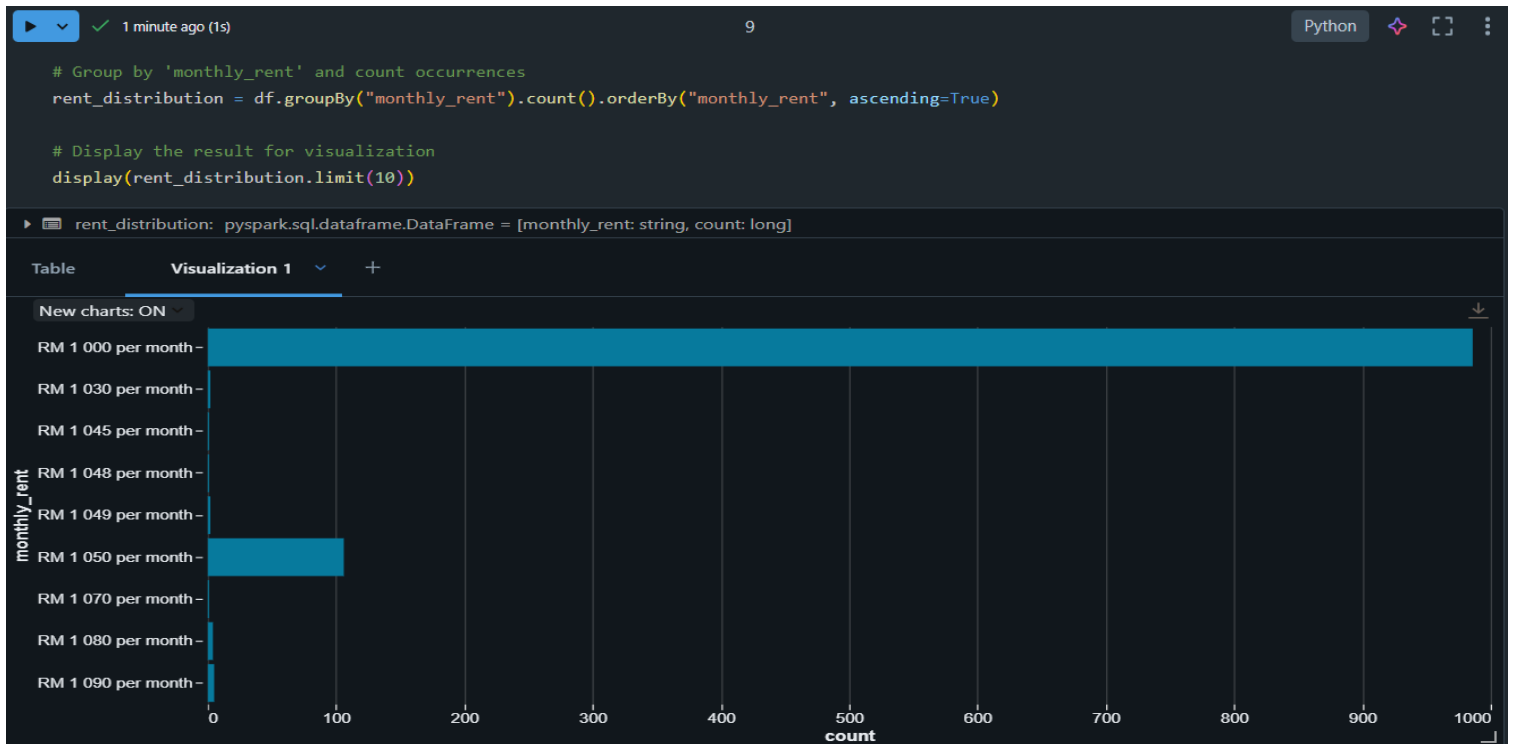 1 minute ago (1s)
9
Python
# Group by 'monthly_rent' and count occurrences
rent_distribution = df.groupBy("monthly_rent").count().orderBy("monthly_rent", ascending=True)
# Display the result for visualization
display(rent_distribution.limit(10))
rent_distribution: pyspark.sql.dataframe.DataFrame = [monthly_rent: string, count: long]
Table
Visualization 1
+
New charts: ON
monthly_rent
RM 1 000 per month
RM 1 030 per month
RM 1 045 per month
RM 1 048 per month
RM 1 049 per month
RM 1 050 per month
RM 1 070 per month
RM 1 080 per month
RM 1 090 per month
0 100 200 300 400 500 600 700 800 900 1000
count